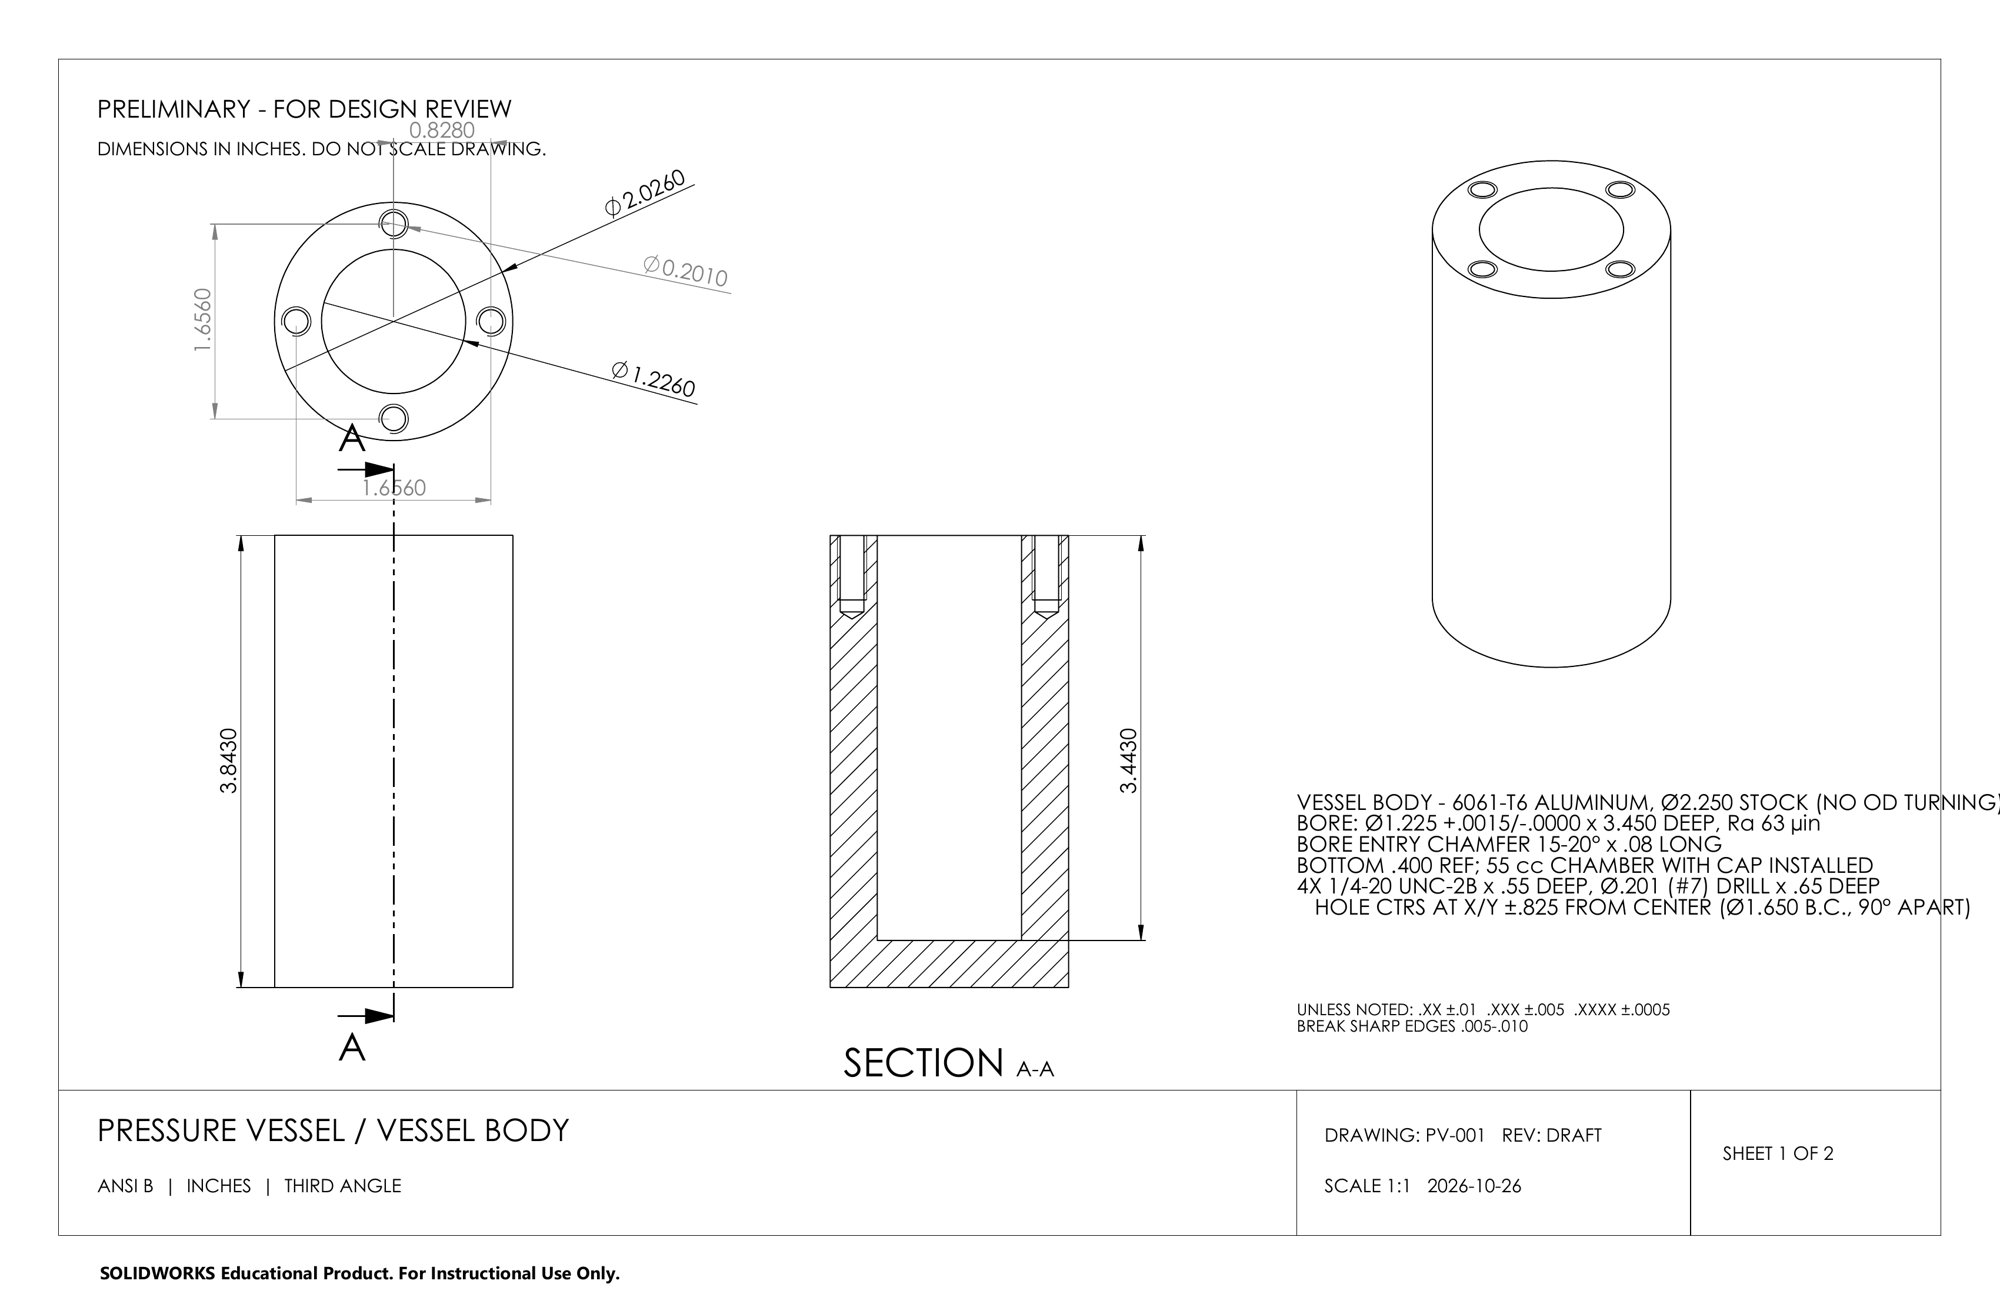 PRELIMINARY - FOR DESIGN REVIEW
0.8280
DIMENSIONS IN INCHES. DO NOT SCALE DRAWING.
Ø2.0260
Ø0.2010
1.6560
Ø1.2260
A
1.6560
3.8430
3.4430
A
SECTION A-A
VESSEL BODY - 6061-T6 ALUMINUM, Ø2.250 STOCK (NO OD TURNING)
BORE: Ø1.225 +.0015/-.0000 x 3.450 DEEP, Ra 63 µin
BORE ENTRY CHAMFER 15-20° x .08 LONG
BOTTOM .400 REF; 55 cc CHAMBER WITH CAP INSTALLED
4X 1/4-20 UNC-2B x .55 DEEP, Ø.201 (#7) DRILL x .65 DEEP
HOLE CTRS AT X/Y ±.825 FROM CENTER (Ø1.650 B.C., 90° APART)
UNLESS NOTED: .XX ±.01 .XXX ±.005 .XXXX ±.0005
BREAK SHARP EDGES .005-.010
PRESSURE VESSEL / VESSEL BODY
ANSI B | INCHES | THIRD ANGLE
DRAWING: PV-001 REV: DRAFT
SCALE 1:1 2026-10-26
SHEET 1 OF 2
SOLIDWORKS Educational Product. For Instructional Use Only.